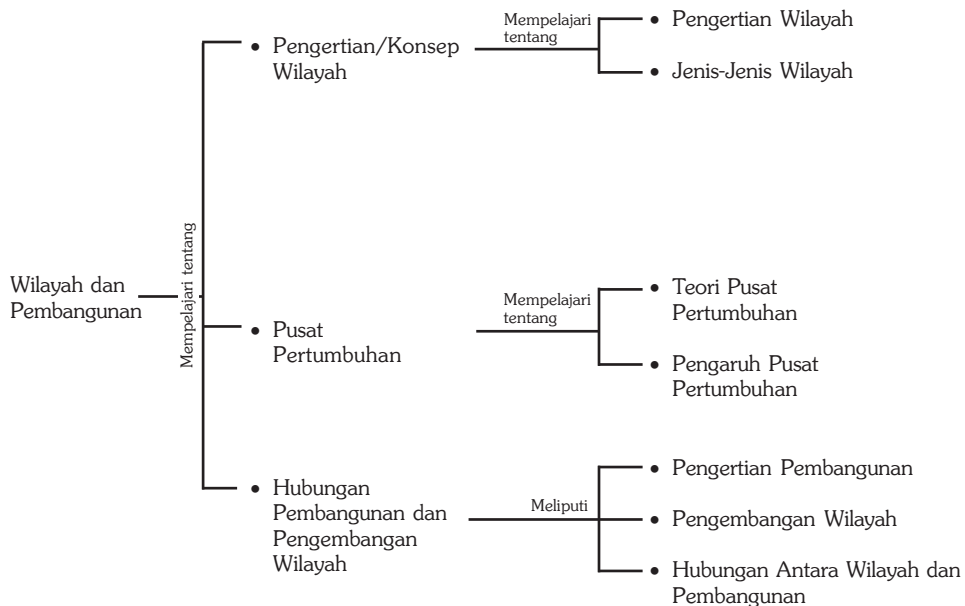 Wilayah dan
Pembangunan
Mempelajari tentang
• Pengertian/Konsep
Wilayah
Mempelajari
tentang
• Pengertian Wilayah
• Jenis-Jenis Wilayah
• Pusat
Pertumbuhan
Mempelajari
tentang
• Teori Pusat
Pertumbuhan
• Pengaruh Pusat
Pertumbuhan
• Hubungan
Pembangunan dan
Pengembangan
Wilayah
Meliputi
• Pengertian Pembangunan
• Pengembangan Wilayah
• Hubungan Antara Wilayah dan
Pembangunan